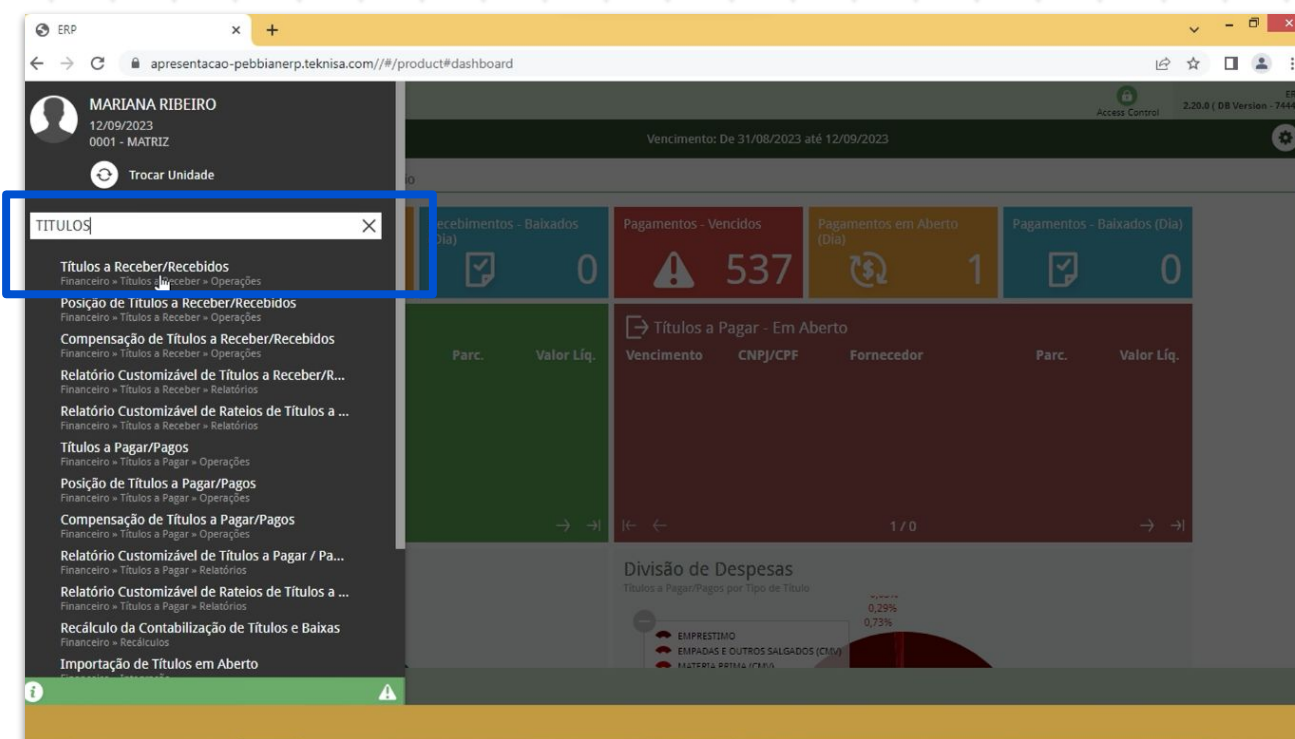 ERP
apresentacao-pebbianerp.teknisa.com//#/product#dashboard
MARIANA RIBEIRO
12/09/2023
0001 - MATRIZ
Trocar Unidade
Access Control
2.20.0 ( DB Version - 7444
Vencimento: De 31/08/2023 até 12/09/2023
TITULOS
Títulos a Receber/Recebidos
Financeiro » Títulos a Receber » Operações
Posição de Títulos a Receber/Recebidos
Financeiro » Títulos a Receber » Operações
Compensação de Títulos a Receber/Recebidos
Financeiro » Títulos a Receber » Operações
Relatório Customizável de Títulos a Receber/R...
Financeiro » Títulos a Receber » Relatórios
Relatório Customizável de Rateios de Títulos a ...
Financeiro » Títulos a Receber » Relatórios
Títulos a Pagar/Pagos
Financeiro » Títulos a Pagar » Operações
Posição de Títulos a Pagar/Pagos
Financeiro » Títulos a Pagar » Operações
Compensação de Títulos a Pagar/Pagos
Financeiro » Títulos a Pagar » Operações
Relatório Customizável de Títulos a Pagar / Pa...
Financeiro » Títulos a Pagar » Relatórios
Relatório Customizável de Rateios de Títulos a ...
Financeiro » Títulos a Pagar » Relatórios
Recálculo da Contabilização de Títulos e Baixas
Financeiro » Recálculos
Importação de Títulos em Aberto
ecebimentos - Baixados
Dia)
0
Pagamentos - Vencidos
537
Pagamentos em Aberto
(Dia)
1
Pagamentos - Baixados (Dia)
0
Parc. Valor Líq.
Títulos a Pagar - Em Aberto
Vencimento CNPJ/CPF Fornecedor Parc. Valor Líq.
1 / 0
Divisão de Despesas
Títulos a Pagar/Pagos por Tipo de Título
0,29%
0,73%
EMPRESTIMO
EMPADAS E OUTROS SALGADOS (CMV)
MATERIA PRIMA (CMV)